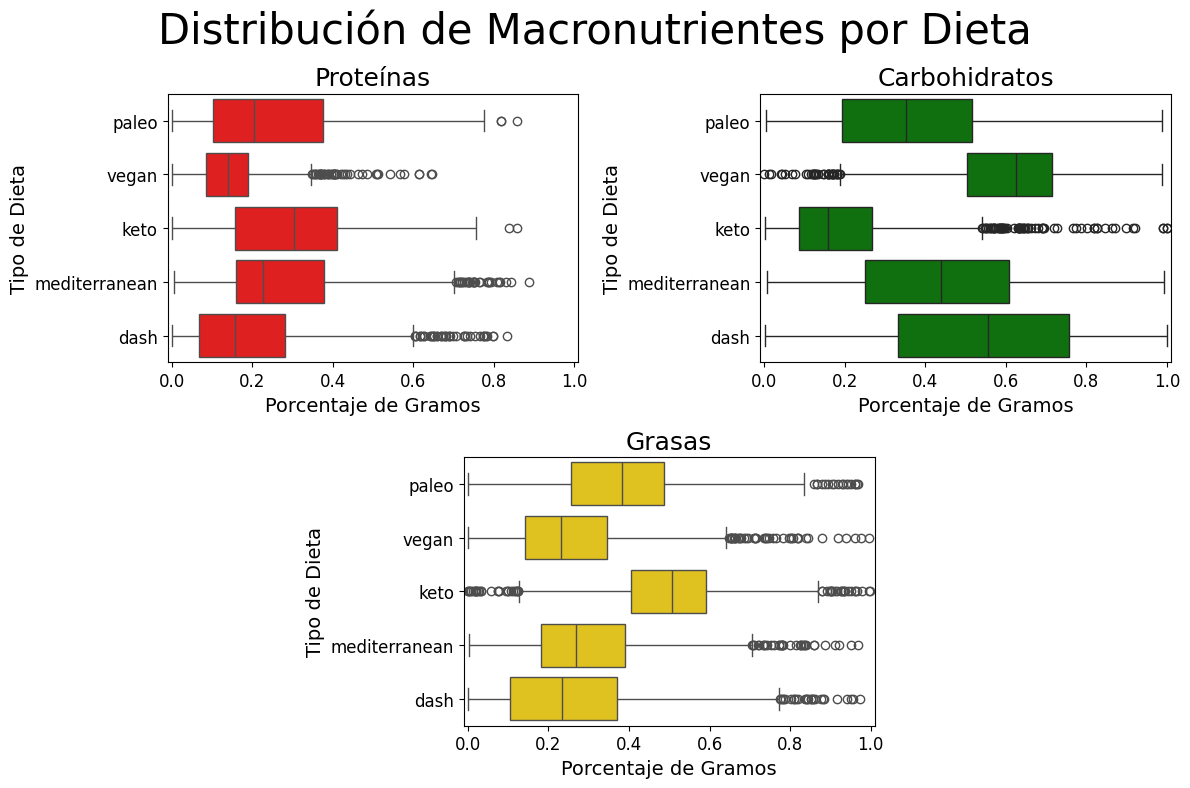 Distribución de Macronutrientes por Dieta
Proteínas
Tipo de Dieta
paleo
vegan
keto
mediterranean
dash
0.0 0.2 0.4 0.6 0.8 1.0
Porcentaje de Gramos
Carbohidratos
Tipo de Dieta
paleo
vegan
keto
mediterranean
dash
0.0 0.2 0.4 0.6 0.8 1.0
Porcentaje de Gramos
Grasas
Tipo de Dieta
paleo
vegan
keto
mediterranean
dash
0.0 0.2 0.4 0.6 0.8 1.0
Porcentaje de Gramos